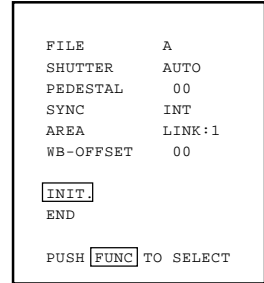 FILE A
SHUTTER AUTO
PEDESTAL 00
SYNC INT
AREA LINK:1
WB-OFFSET 00
INIT.
END
PUSH FUNC TO SELECT